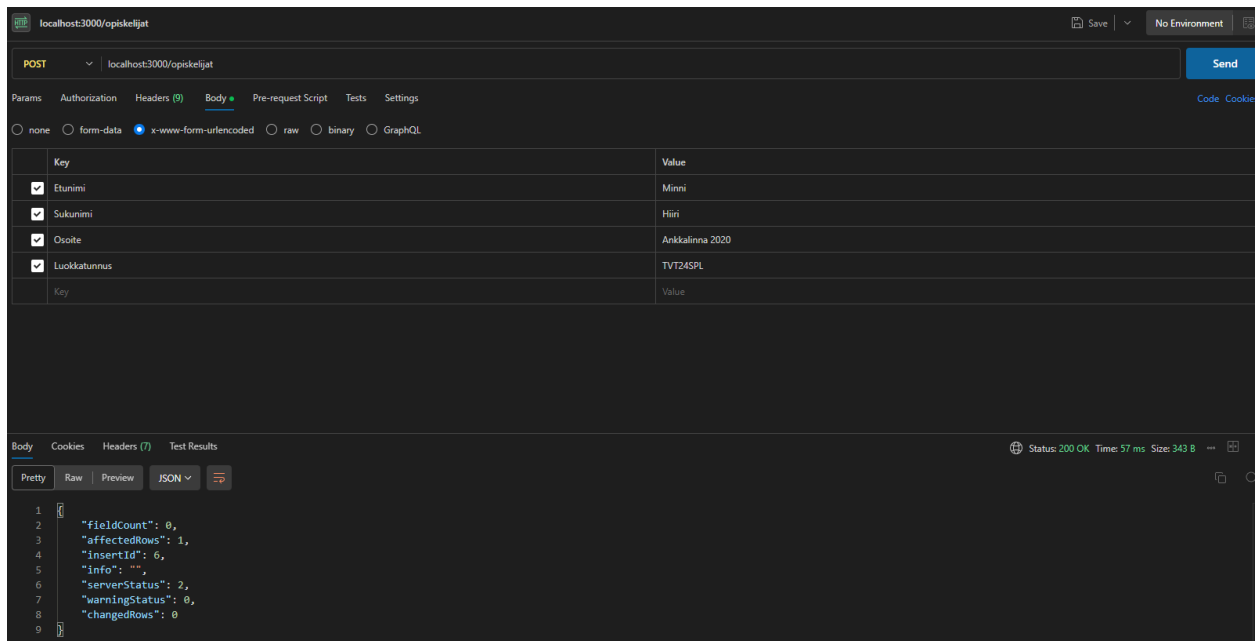 HTTP localhost:3000/opiskelijat Save No Environment
POST localhost:3000/opiskelijat Send
Params Authorization Headers (9) Body Pre-request Script Tests Settings Code Cookie
none form-data x-www-form-urlencoded raw binary GraphQL
Key Value
Etunimi Minni
Sukunimi Hiiri
Osoite Ankkalinna 2020
Luokkatunnus TVT24SPL
Key Value
Body Cookies Headers (7) Test Results Status: 200 OK Time: 57 ms Size: 343 B
Pretty Raw Preview JSON
1 {
2 "fieldCount": 0,
3 "affectedRows": 1,
4 "insertId": 6,
5 "info": "",
6 "serverStatus": 2,
7 "warningStatus": 0,
8 "changedRows": 0
9 }